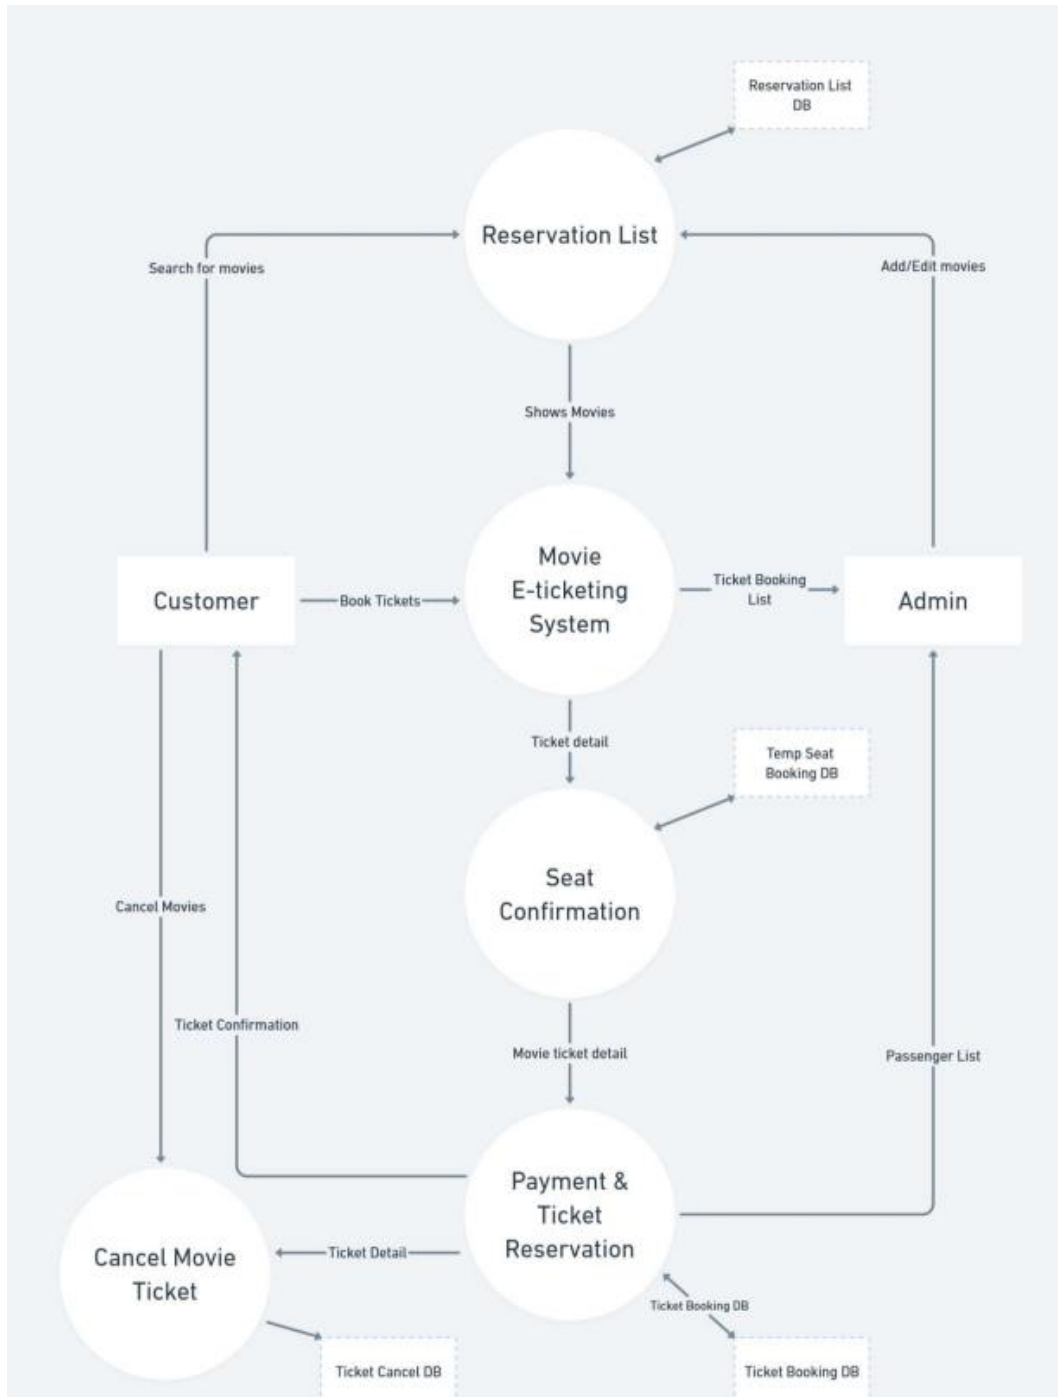 Reservation List
DB
Reservation List
Search for movies
Add/Edit movies
Shows Movies
Movie
E-ticketing
System
Customer
Book Tickets
Ticket Booking
List
Admin
Ticket detail
Temp Seat
Booking DB
Seat
Confirmation
Cancel Movies
Ticket Confirmation
Movie ticket detail
Passenger List
Payment &
Ticket
Reservation
Cancel Movie
Ticket
Ticket Detail
Ticket Booking DB
Ticket Cancel DB
Ticket Booking DB